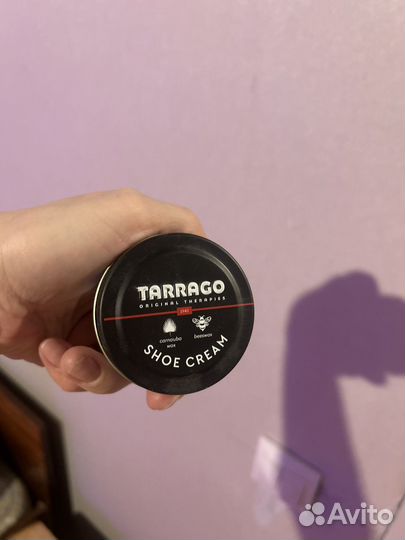 TARRAGO
ORIGINAL THERAPIES
carnauba beeswax
wax
SHOE CREAM
Avito